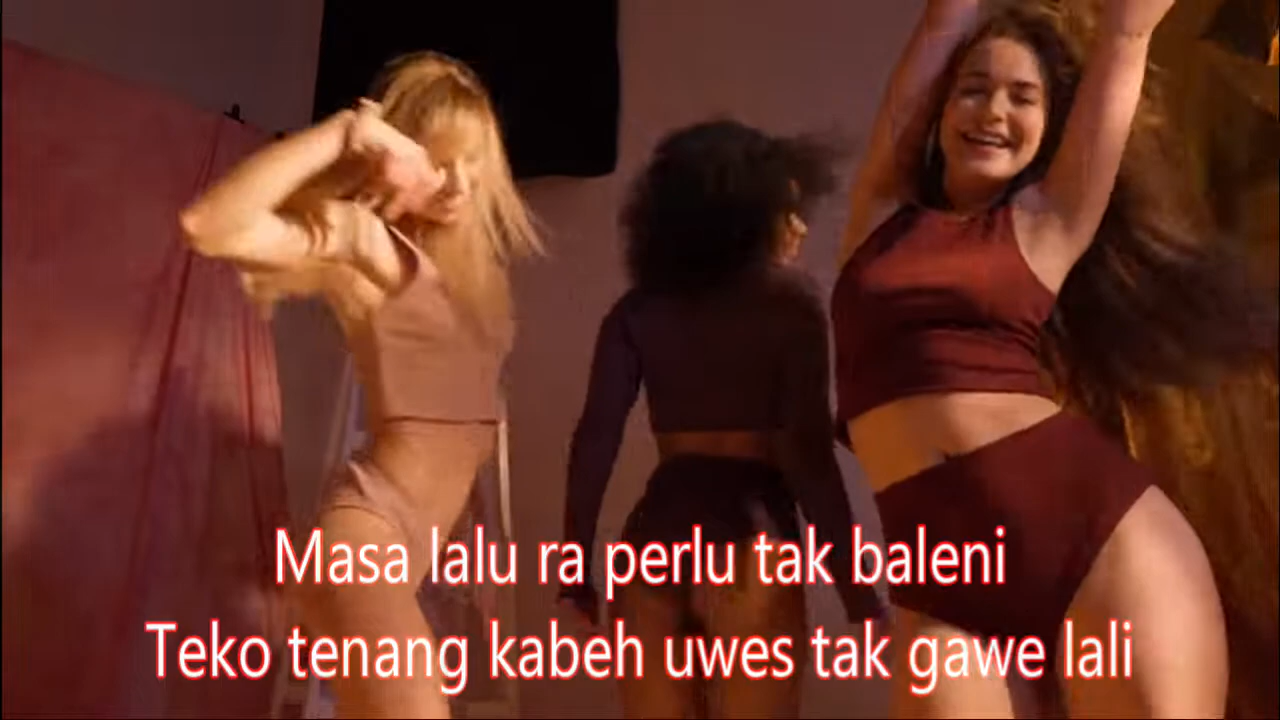 Masa lalu ra perlu tak baleni
Teko tenang kabeh uwes tak gawe lali